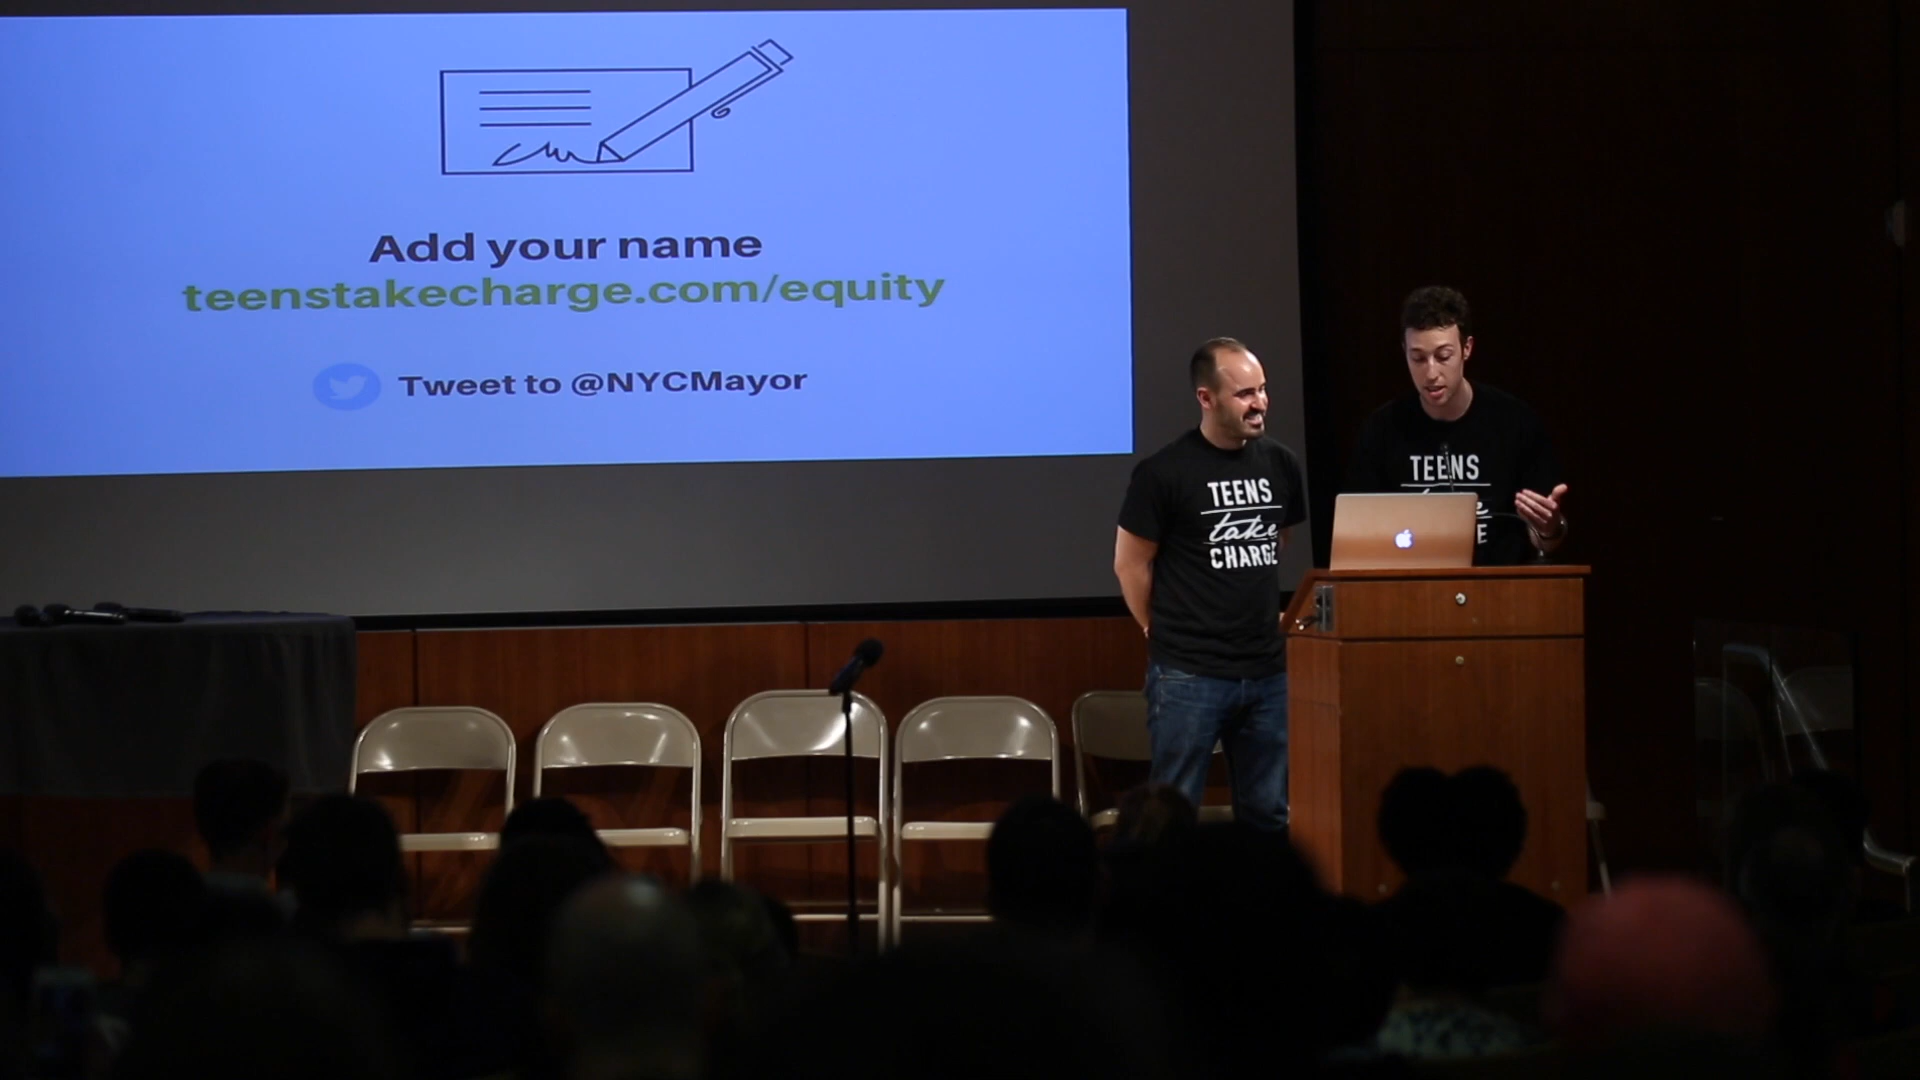 Add your name
teenstakecharge.com/equity
Tweet to @NYCMayor
TEENS
take
CHARGE
TEENS